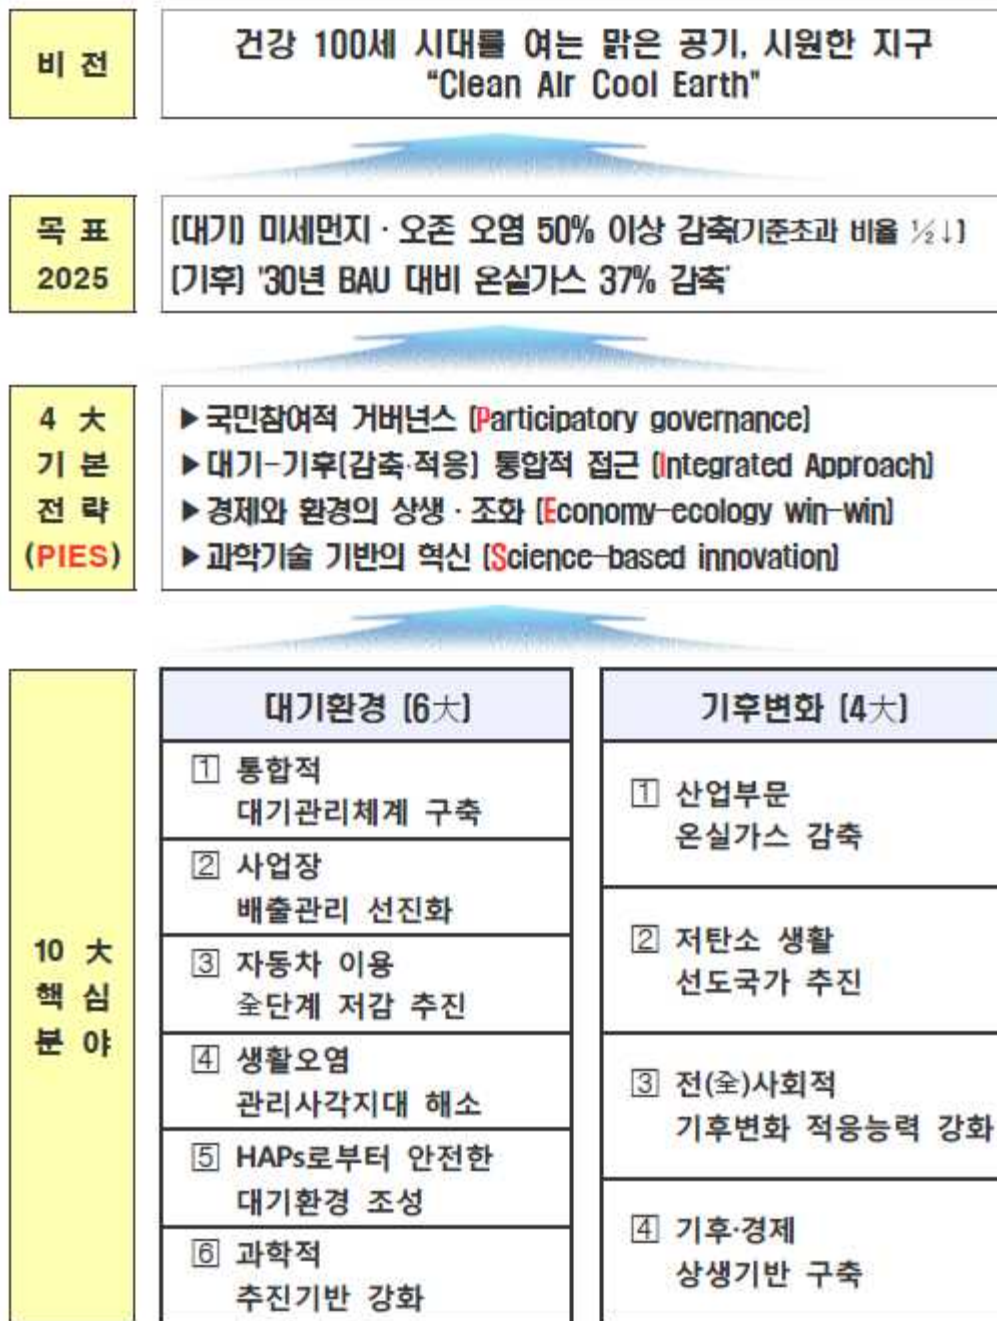 비 전
건강 100세 시대를 여는 맑은 공기, 시원한 지구
“Clean Air Cool Earth”
목 표
2025
(대기) 미세먼지 · 오존 오염 50% 이상 감축(기준초과 비율 ½↓)
(기후) '30년 BAU 대비 온실가스 37% 감축'
4 大
기 본
전 략
(PIES)
▶국민참여적 거버넌스 (Participatory governance)
▶대기-기후(감축·적응) 통합적 접근 (Integrated Approach)
▶경제와 환경의 상생 · 조화 (Economy-ecology win-win)
▶과학기술 기반의 혁신 (Science-based innovation)
10 大
핵 심
분 야
대기환경 (6大)
1 통합적
대기관리체계 구축
2 사업장
배출관리 선진화
3 자동차 이용
全단계 저감 추진
4 생활오염
관리사각지대 해소
5 HAPs로부터 안전한
대기환경 조성
6 과학적
추진기반 강화
기후변화 (4大)
1 산업부문
온실가스 감축
2 저탄소 생활
선도국가 추진
3 전(全)사회적
기후변화 적응능력 강화
4 기후·경제
상생기반 구축